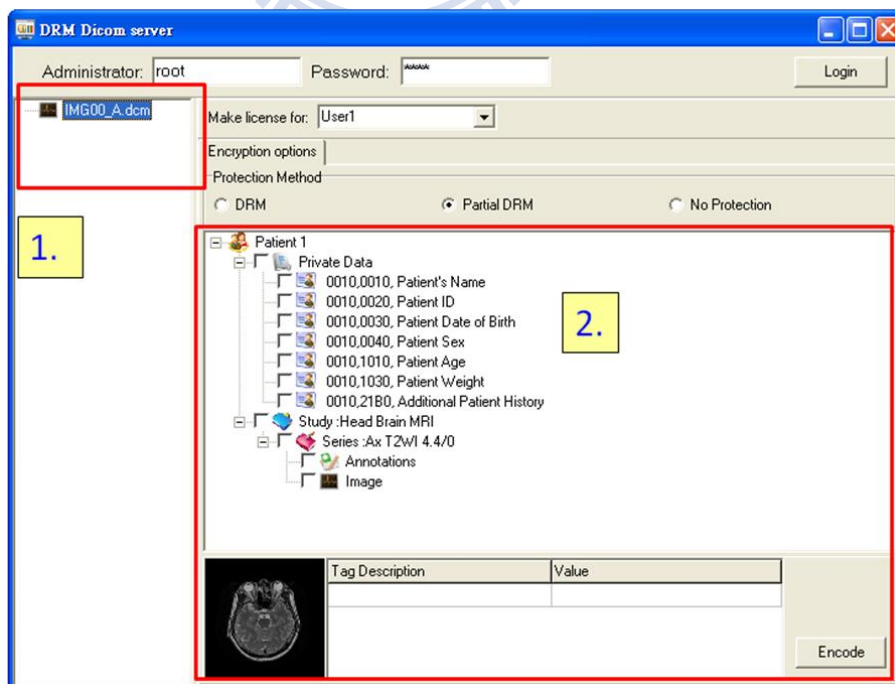 DRM Dicom server
Administrator: root Password: **** Login
IMG00_A.dcm
Make license for: User1
Encryption options
Protection Method
DRM Partial DRM No Protection
1.
Patient 1
Private Data
0010,0010, Patient's Name
0010,0020, Patient ID
0010,0030, Patient Date of Birth
0010,0040, Patient Sex
0010,1010, Patient Age
0010,1030, Patient Weight
0010,21B0, Additional Patient History
2.
Study :Head Brain MRI
Series :Ax T2WI 4.4/0
Annotations
Image
Tag Description Value
Encode